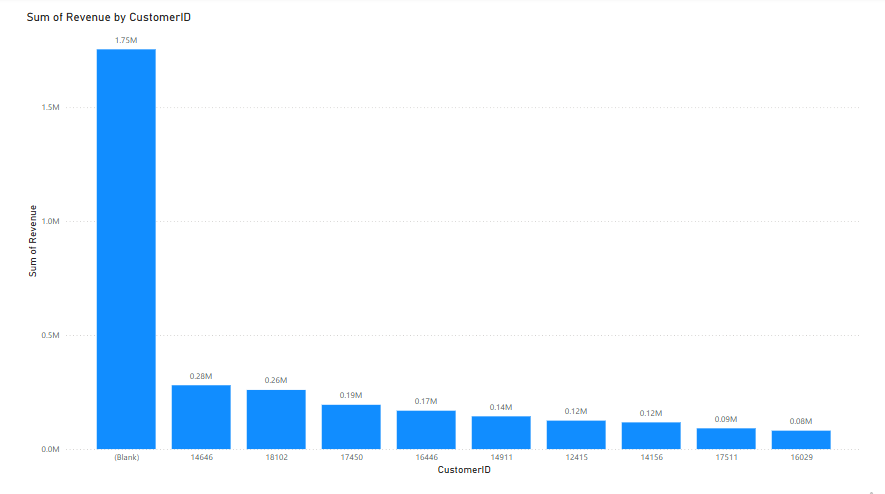 Sum of Revenue by CustomerID
1.75M
1.5M
1.0M
0.5M
0.0M
Sum of Revenue
0.28M
0.26M
0.19M
0.17M
0.14M
0.12M
0.12M
0.09M
0.08M
(Blank) 14646 18102 17450 16446 14911 12415 14156 17511 16029
CustomerID